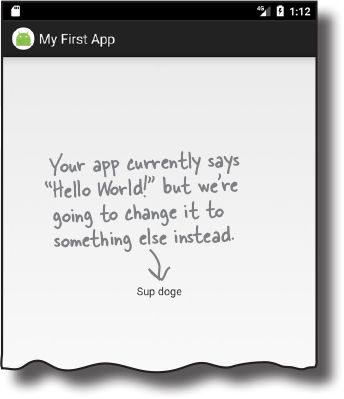 4G 1:12
My First App
Your app currently says
“Hello World!” but we’re
going to change it to
something else instead.
Sup doge